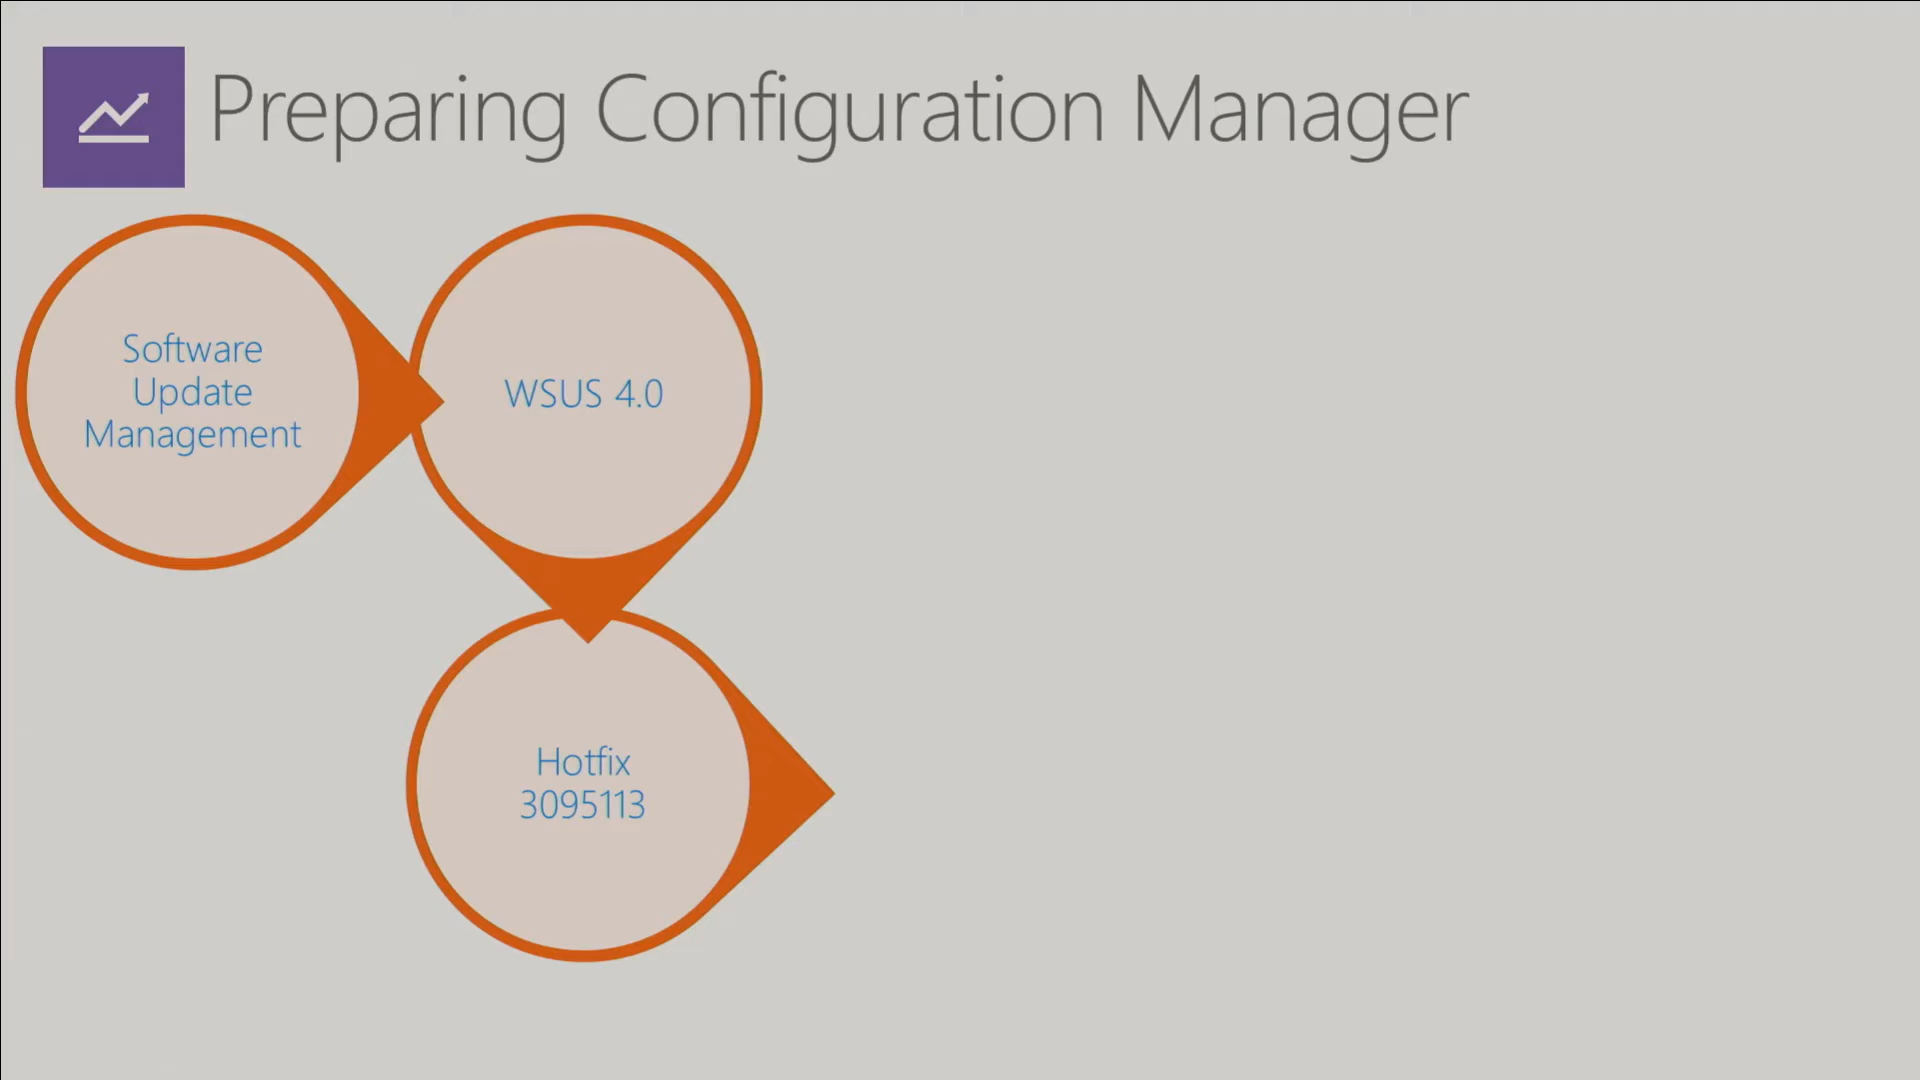 Preparing Configuration Manager
Software
Update
Management
WSUS 4.0
Hotfix
3095113